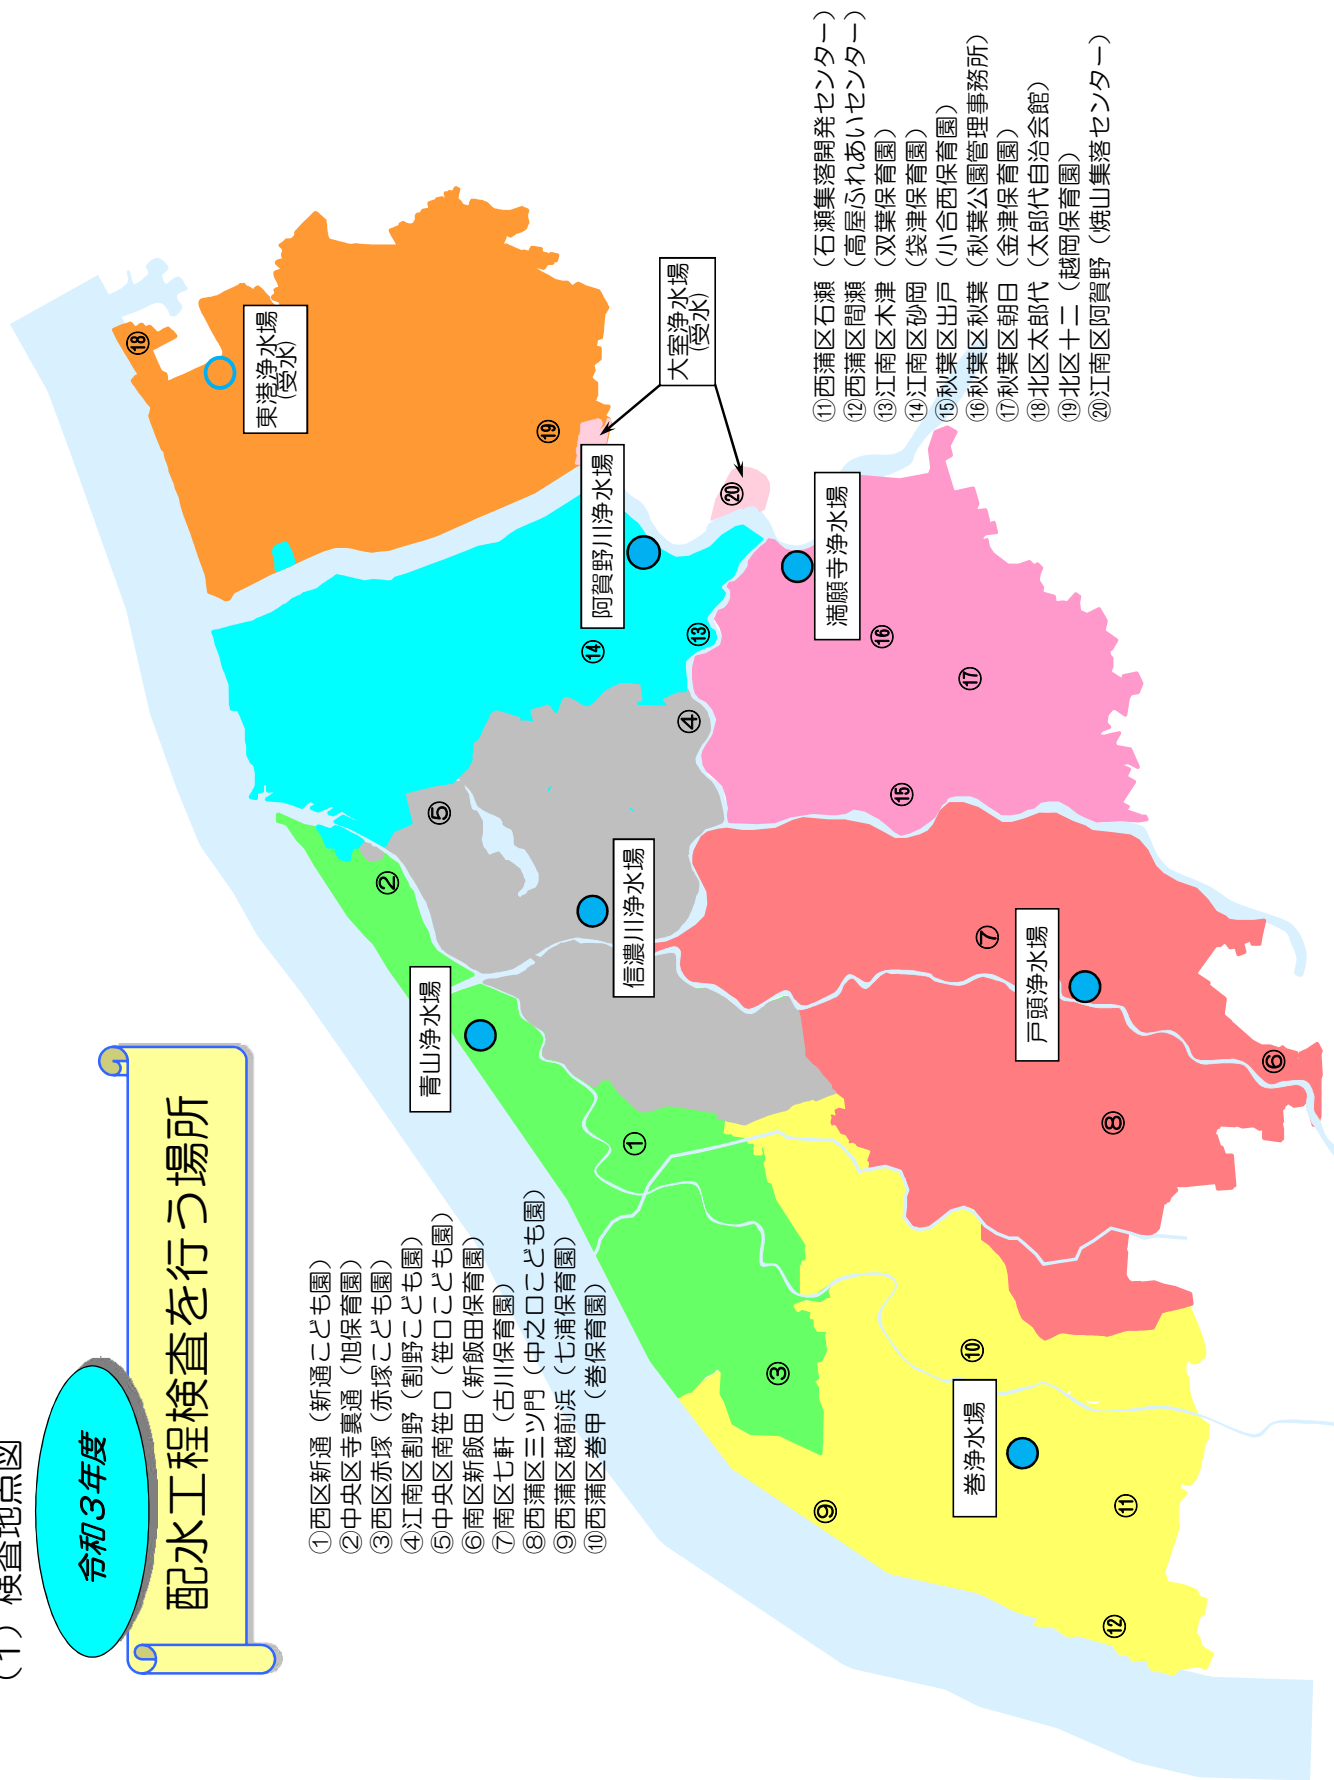 （1）検査地点図
令和3年度
配水工程検査を行う場所
①西区新通（新通こども園）
②中央区寺裏通（旭保育園）
③西区赤塚（赤塚こども園）
④江南区割野（割野こども園）
⑤中央区南笹口（笹口こども園）
⑥南区新飯田（新飯田保育園）
⑦南区七軒（古川保育園）
⑧西蒲区三ツ門（中之口こども園）
⑨西蒲区越前浜（七浦保育園）
⑩西蒲区巻甲（巻保育園）
⑪西蒲区石瀬（石瀬集落開発センター）
⑫西蒲区間瀬（高屋ふれあいセンター）
⑬江南区木津（双葉保育園）
⑭江南区砂岡（袋津保育園）
⑮秋葉区出戸（小合西保育園）
⑯秋葉区秋葉（秋葉公園管理事務所）
⑰秋葉区朝日（金津保育園）
⑱北区太郎代（太郎代自治会館）
⑲北区十二（越岡保育園）
⑳江南区阿賀野（焼山集落センター）
東港浄水場
(受水)
大室浄水場
(受水)
阿賀野川浄水場
満願寺浄水場
信濃川浄水場
青山浄水場
戸頭浄水場
巻浄水場
⑱
⑲
⑳
⑭
⑬
⑯
⑰
④
⑤
⑮
②
⑦
⑥
①
⑧
③
⑩
⑨
⑪
⑫